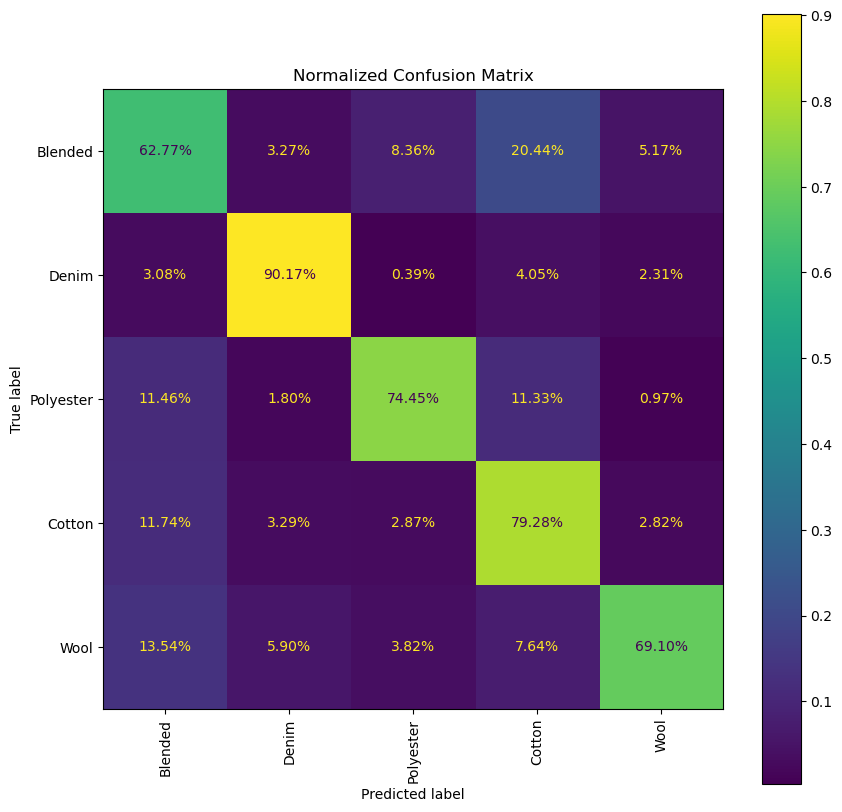 Normalized Confusion Matrix
Blended 62.77% 3.27% 8.36% 20.44% 5.17%
Denim 3.08% 90.17% 0.39% 4.05% 2.31%
Polyester 11.46% 1.80% 74.45% 11.33% 0.97%
Cotton 11.74% 3.29% 2.87% 79.28% 2.82%
Wool 13.54% 5.90% 3.82% 7.64% 69.10%
True label
Blended Denim Polyester Cotton Wool
Predicted label
0.9
0.8
0.7
0.6
0.5
0.4
0.3
0.2
0.1